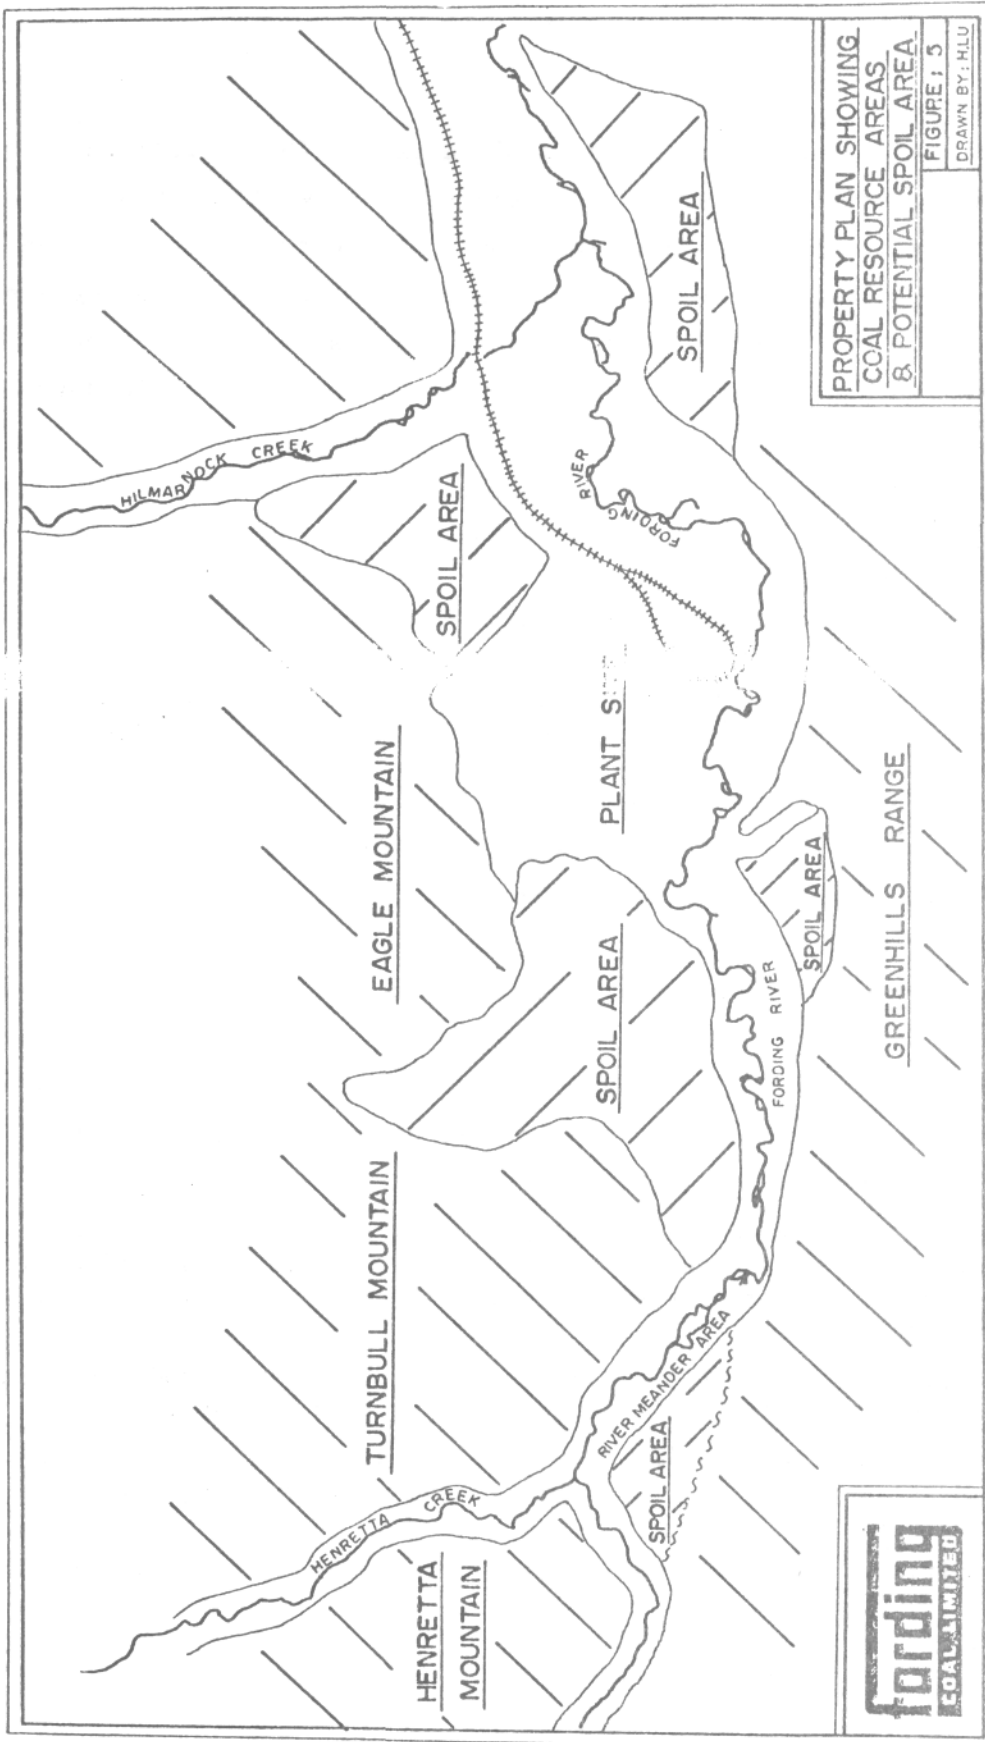 HENRETTA
MOUNTAIN
HENRETTA CREEK
TURNBULL MOUNTAIN
EAGLE MOUNTAIN
HILMARNOCK CREEK
SPOIL AREA
SPOIL AREA
PLANT
SPOIL AREA
FORDING
RIVER
RIVER MEANDER AREA
SPOIL AREA
FORDING RIVER
SPOIL AREA
GREENHILLS RANGE
fording
COAL LIMITED
PROPERTY PLAN SHOWING
COAL RESOURCE AREAS
& POTENTIAL SPOIL AREA
FIGURE: 3
DRAWN BY: H.LU